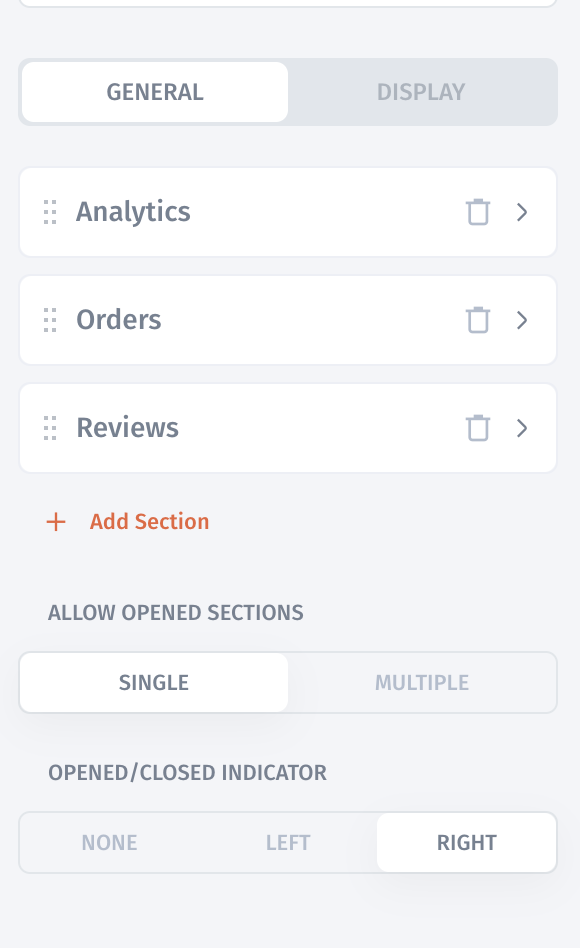 GENERAL DISPLAY
Analytics
Orders
Reviews
Add Section
ALLOW OPENED SECTIONS
SINGLE MULTIPLE
OPENED/CLOSED INDICATOR
NONE LEFT RIGHT